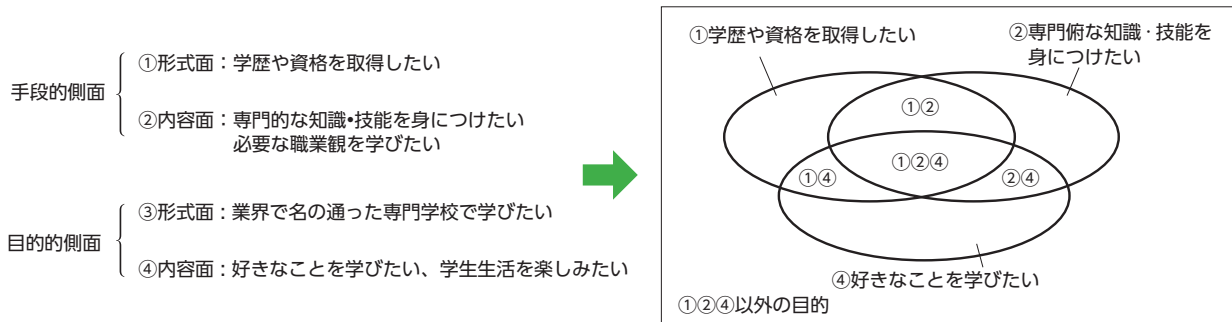 手段的側面
①形式面：学歴や資格を取得したい
②内容面：専門的な知識•技能を身につけたい
必要な職業観を学びたい
目的的側面
③形式面：業界で名の通った専門学校で学びたい
④内容面：好きなことを学びたい、学生生活を楽しみたい
①学歴や資格を取得したい
②専門俯な知識・技能を
身につけたい
①②
①②④
①④
②④
④好きなことを学びたい
①②④以外の目的